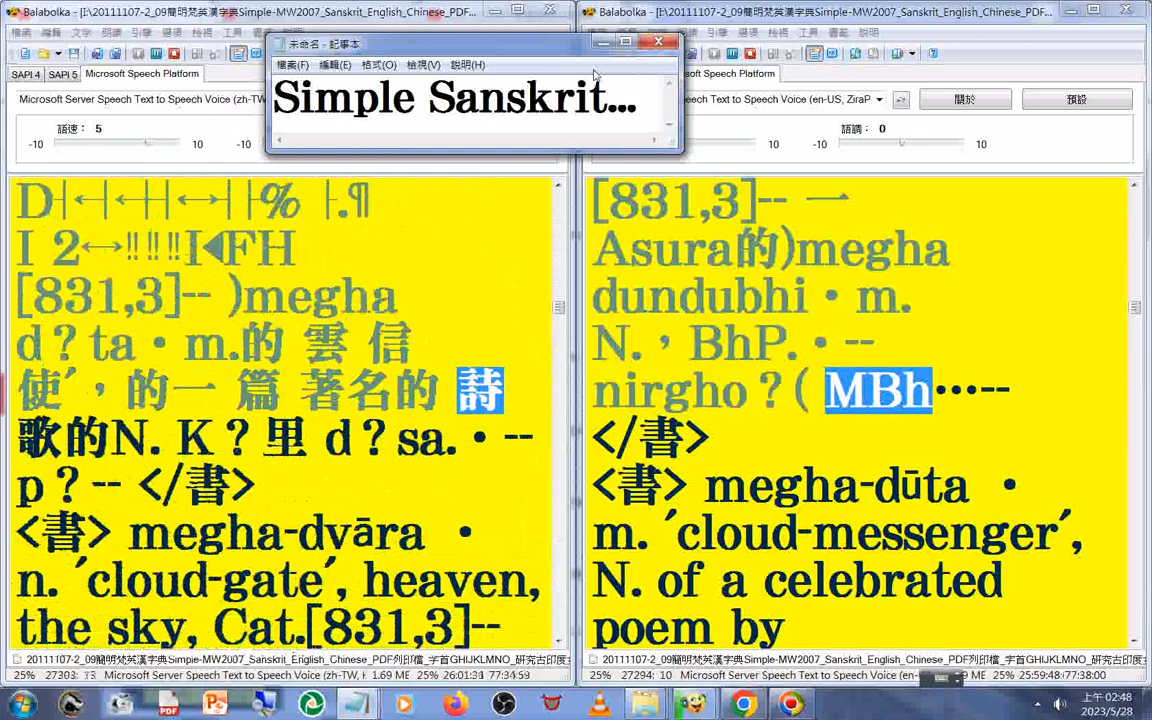 Balabolka - [I:\20111107-2_09簡明梵英漢字典Simple-MW2007_Sanskrit_English_Chinese_PDF...
Balabolka - [I:\20111107-2_09簡明梵英漢字典Simple-MW2007_Sanskrit_English_Chinese_PDF...
未命名 - 記事本
檔案(F) 編輯(E) 格式(O) 檢視(V) 說明(H)
Simple Sanskrit...
SAPI 4 SAPI 5 Microsoft Speech Platform
Speech Platform
Microsoft Server Speech Text to Speech Voice (zh-TW
eech Text to Speech Voice (en-US, ZiraP
關於 預設
語速： 5
-10 10 -10
語調： 0
10 -10 10
I 2↔‼‼‼I◀FH
[831,3]-- )megha
d？ta‧m.的 雲 信
使′，的一 篇 著名的 詩
歌的N. K？里 d？sa.‧--
p？-- </書>
<書> megha-dvāra ‧
n. ′cloud-gate′, heaven,
the sky, Cat.[831,3]--
[831,3]-- 一
Asura的)megha
dundubhi‧m.
N.，BhP.‧--
nirgho？( MBh…--
</書>
<書> megha-dūta ‧
m. ′cloud-messenger′,
N. of a celebrated
poem by
20111107-2_09簡明梵英漢字典Simple-MW2007_Sanskrit_English_Chinese_PDF列印檔_字首GHIJKLMNO_研究古印度
20111107-2_09簡明梵英漢字典Simple-MW2007_Sanskrit_English_Chinese_PDF列印檔_字首GHIJKLMNO_研究古印度
25% 27303: 13 Microsoft Server Speech Text to Speech Voice (zh-TW, 1.69 ME 25% 26:01:34 77:34:59
25% 27294: 10 Microsoft Server Speech Text to Speech Voice 25% 25:59:48 77:38:00
上午 02:48
2023/5/28